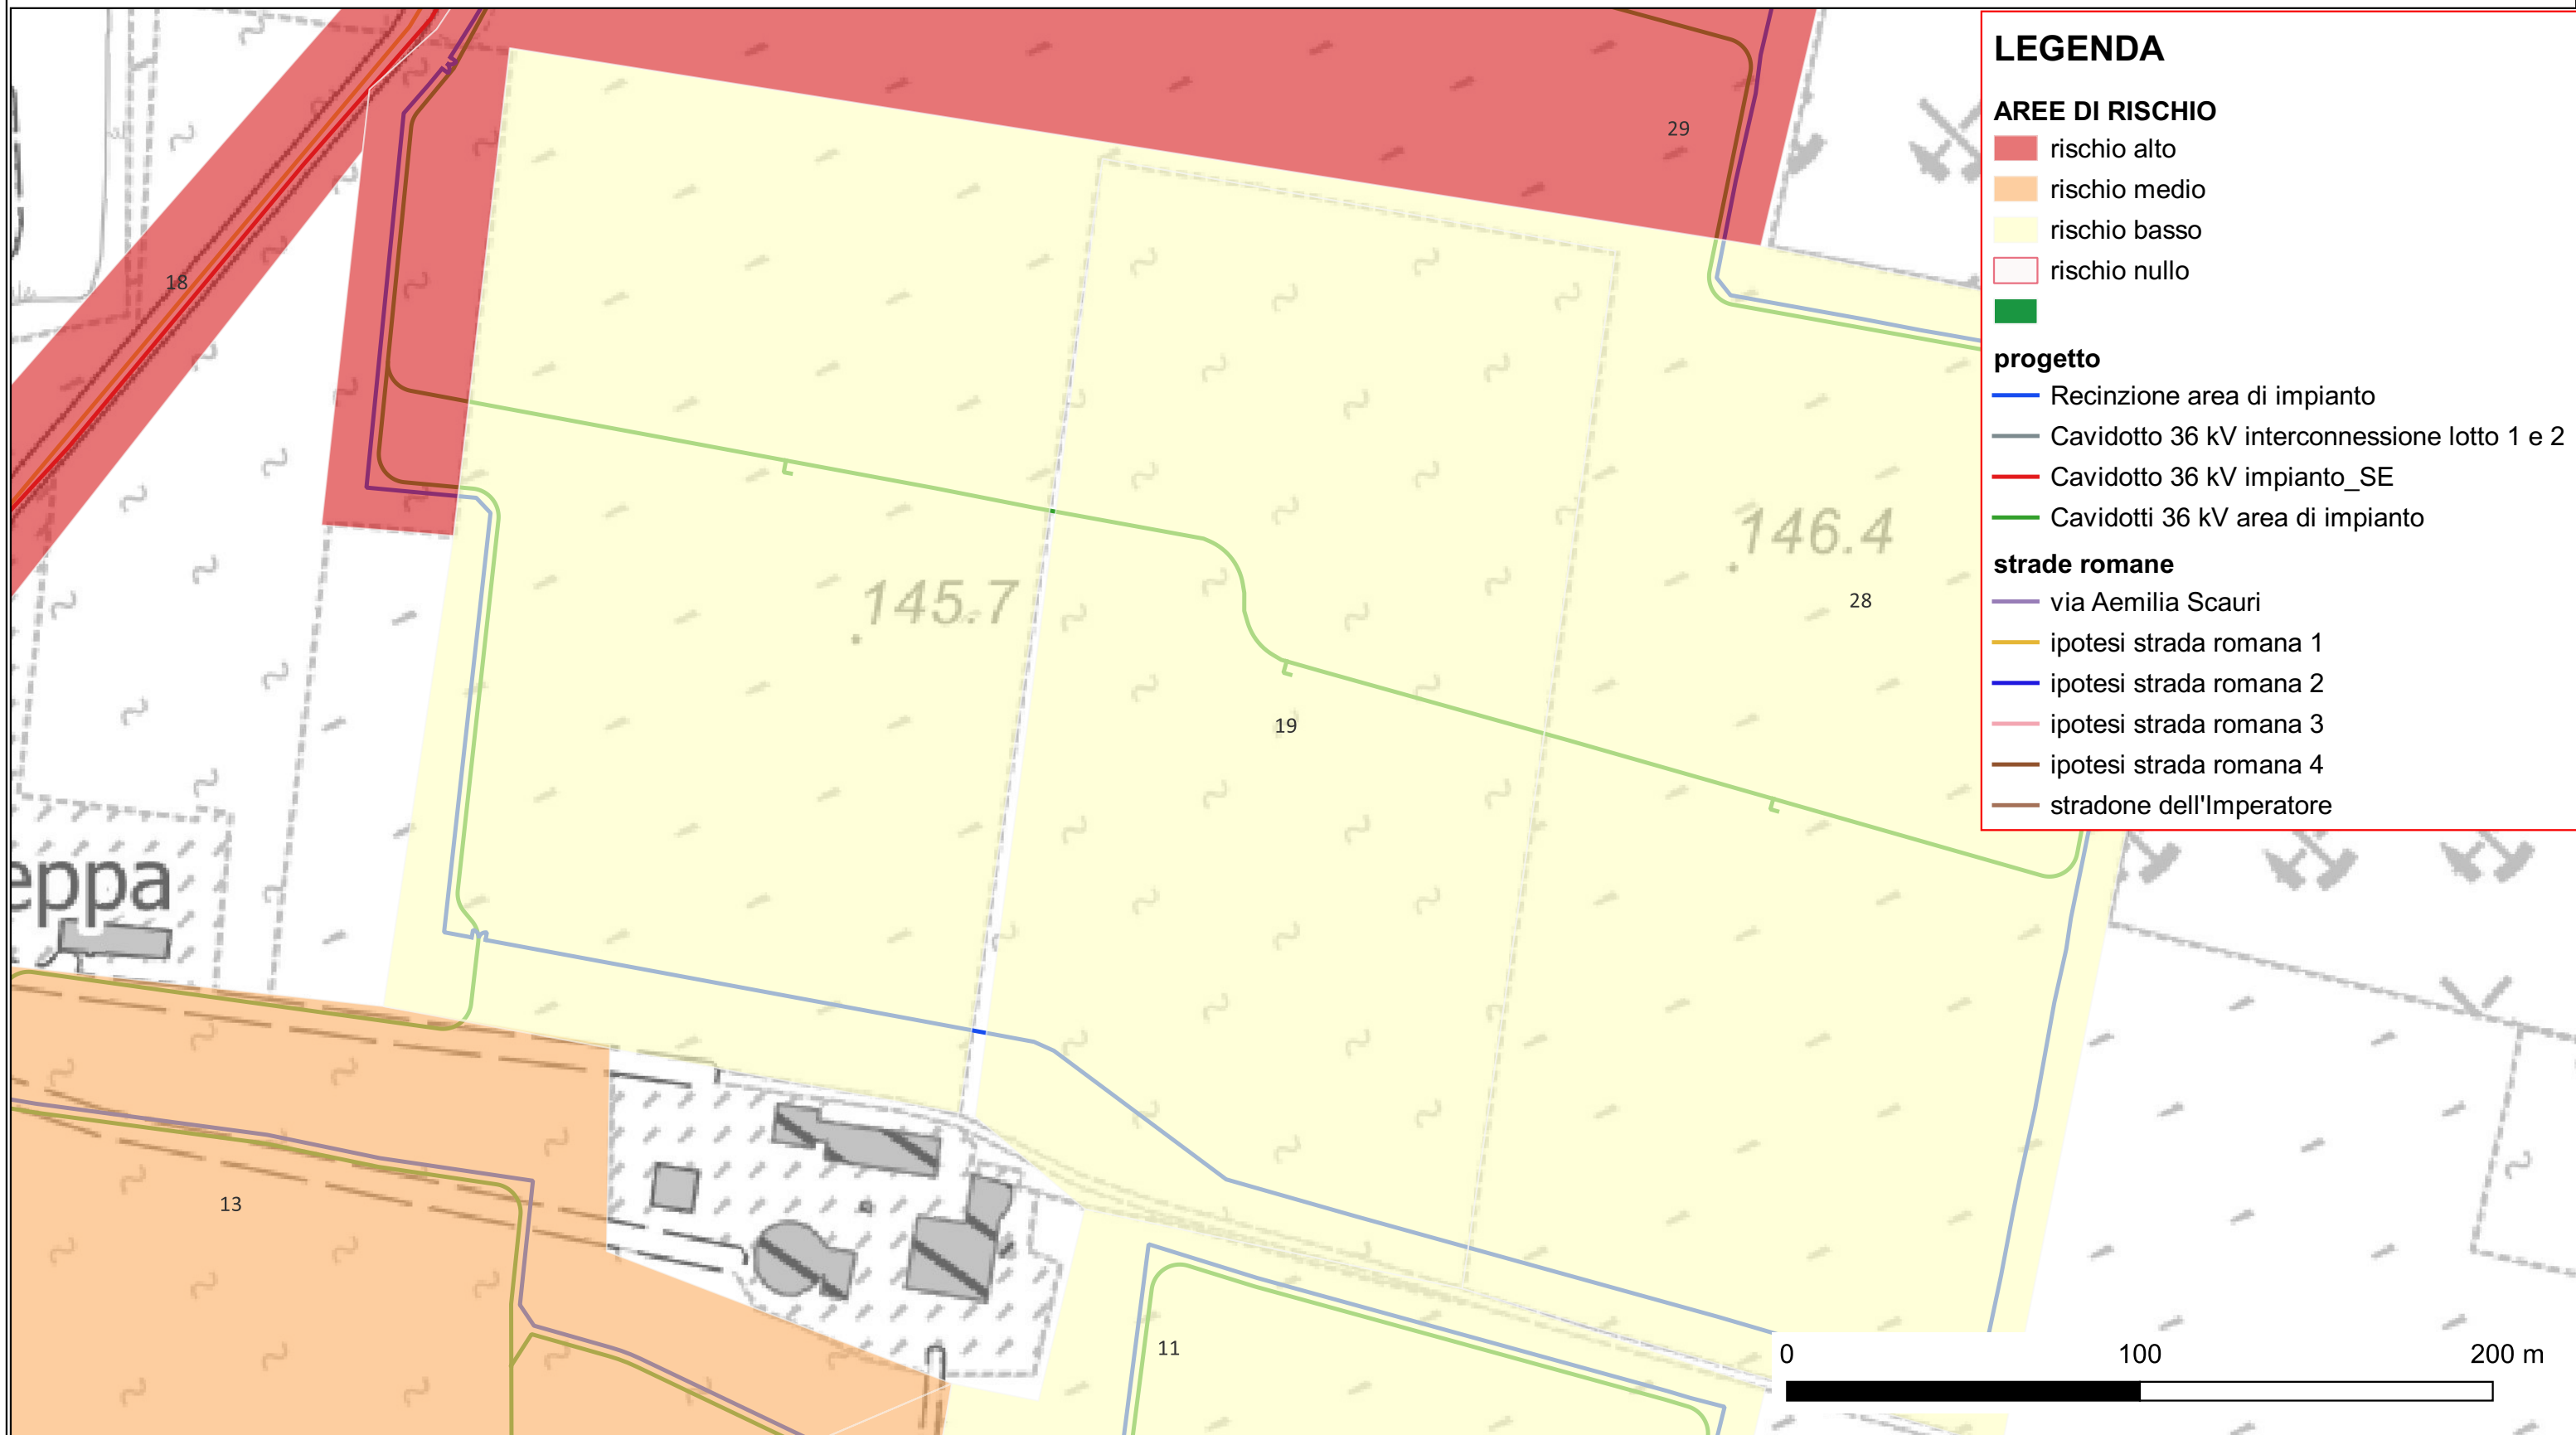 LEGENDA
AREE DI RISCHIO
rischio alto
rischio medio
rischio basso
rischio nullo
progetto
Recinzione area di impianto
Cavidotto 36 kV interconnessione lotto 1 e 2
Cavidotto 36 kV impianto_SE
Cavidotti 36 kV area di impianto
strade romane
via Aemilia Scauri
ipotesi strada romana 1
ipotesi strada romana 2
ipotesi strada romana 3
ipotesi strada romana 4
stradone dell'Imperatore
29
18
146.4
28
145.7
19
eppa
13
11
0 100 200 m